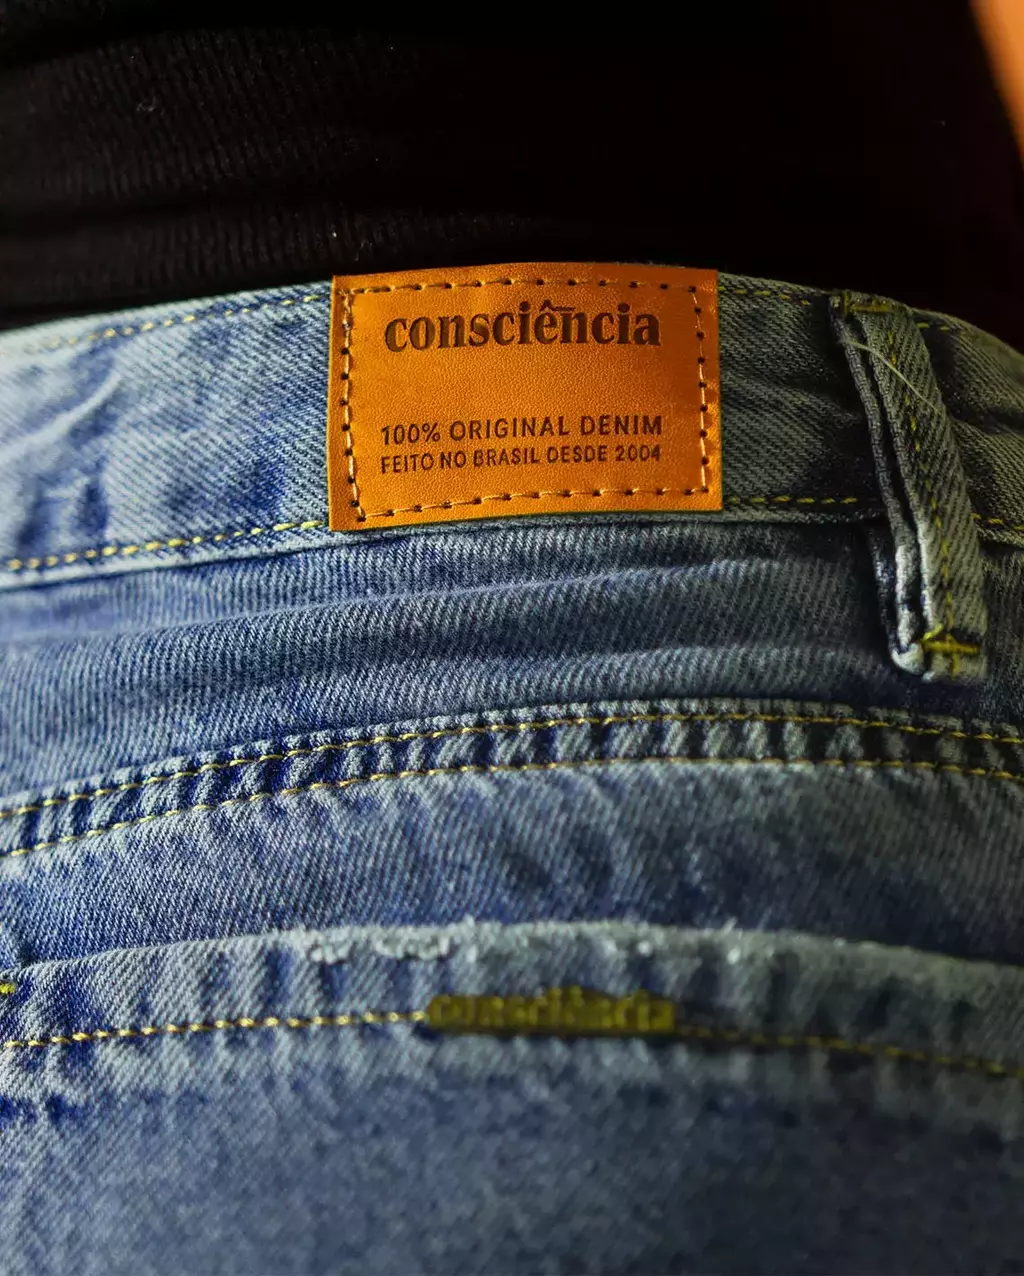 consciência
100% ORIGINAL DENIM
FEITO NO BRASIL DESDE 2004
consciência